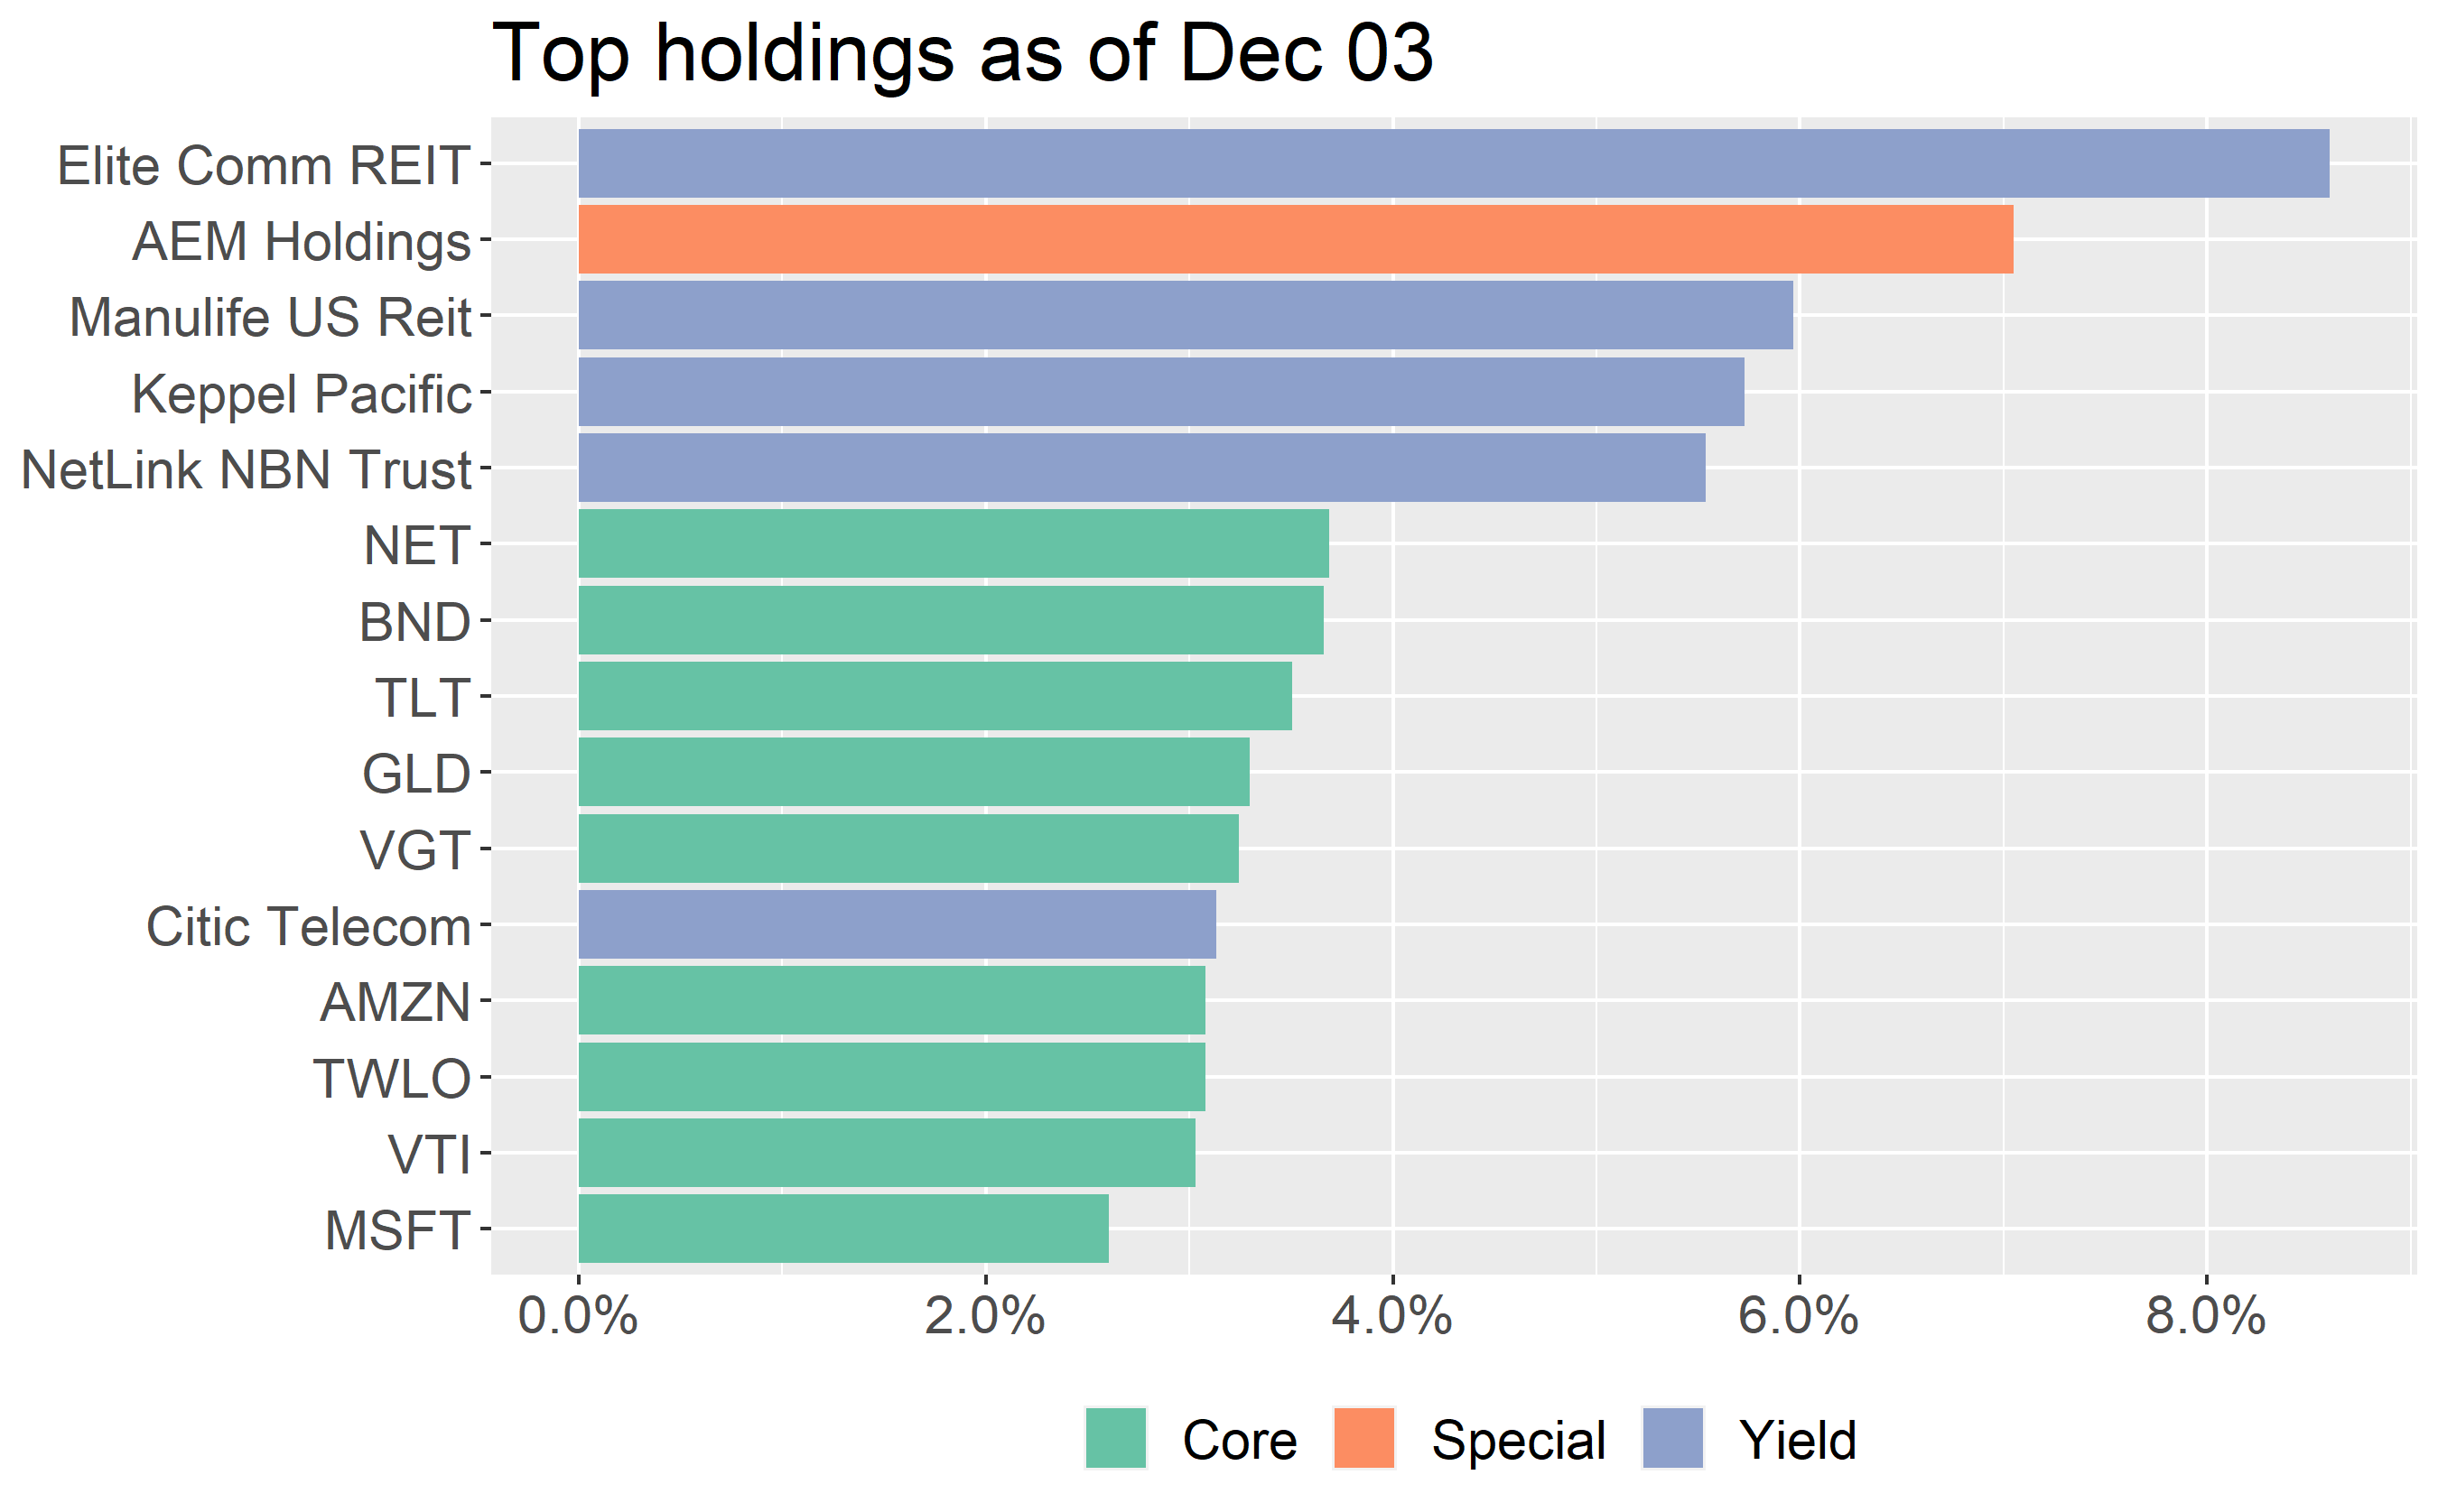 Top holdings as of Dec 03
Elite Comm REIT
AEM Holdings
Manulife US Reit
Keppel Pacific
NetLink NBN Trust
NET
BND
TLT
GLD
VGT
Citic Telecom
AMZN
TWLO
VTI
MSFT
0.0% 2.0% 4.0% 6.0% 8.0%
Core Special Yield